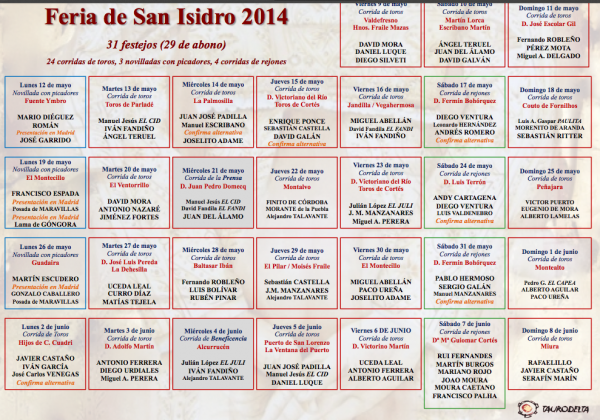 Feria de San Isidro 2014
31 festejos (29 de abono)
24 corridas de toros, 3 novilladas con picadores, 4 corridas de rejones
Viernes 9 de mayo
Corrida de toros
Valdefresno
Hnos. Fraile Mazas
DAVID MORA
DANIEL LUQUE
DIEGO SILVETI
Corrida de toros
Martín Lorca
Escribano Martín
ÁNGEL TERUEL
JUAN DEL ÁLAMO
DAVID GALVÁN
Domingo 11 de mayo
Corrida de toros
D. José Escolar Gil
Fernando ROBLEÑO
PÉREZ MOTA
Miguel A. DELGADO
Lunes 12 de mayo
Novillada con picadores
Fuente Ymbro
MARIO DIÉGUEZ
ROMÁN
Presentación en Madrid
JOSÉ GARRIDO
Martes 13 de mayo
Corrida de toros
Toros de Parladé
Manuel Jesús EL CID
IVÁN FANDIÑO
ÁNGEL TERUEL
Miércoles 14 de mayo
Corrida de toros
La Palmosilla
JUAN JOSÉ PADILLA
MANUEL ESCRIBANO
Confirma alternativa
JOSELITO ADAME
Jueves 15 de mayo
Corrida de toros
D. Victoriano del Río
Toros de Cortés
ENRIQUE PONCE
SEBASTIÁN CASTELLA
DAVID GALÁN
Confirma alternativa
Viernes 16 de mayo
Corrida de toros
Jandilla / Vegahermosa
MIGUEL ABELLÁN
David Fandila EL FANDI
IVÁN FANDIÑO
Sábado 17 de mayo
Corrida de rejones
D. Fermín Bohórquez
DIEGO VENTURA
Leonardo HERNÁNDEZ
ANDRÉS ROMERO
Confirma alternativa
Domingo 18 de mayo
Corrida de toros
Couto de Fornilhos
Luis A. Gaspar PAULITA
MORENITO DE ARANDA
SEBASTIÁN RITTER
Lunes 19 de mayo
Novillada con picadores
El Montecillo
FRANCISCO ESPADA
Presentación en Madrid
Posada de MARAVILLAS
Presentación en Madrid
Lama de GÓNGORA
Martes 20 de mayo
Corrida de toros
El Ventorrillo
DAVID MORA
ANTONIO NAZARÉ
JIMÉNEZ FORTES
Miércoles 21 de mayo
Corrida de la Prensa
D. Juan Pedro Domecq
Manuel Jesús EL CID
David Fandila EL FANDI
JUAN DEL ÁLAMO
Jueves 22 de mayo
Corrida de toros
Montalvo
FINITO DE CÓRDOBA
MORANTE de la Puebla
Alejandro TALAVANTE
Viernes 23 de mayo
Corrida de toros
D. Victoriano del Río
Toros de Cortés
Julián López EL JULI
J. M. MANZANARES
Miguel A. PERERA
Sábado 24 de mayo
Corrida de rejones
D. Luis Terrón
ANDY CARTAGENA
DIEGO VENTURA
LUIS VALDENEBRO
Confirma alternativa
Domingo 25 de mayo
Corrida de toros
Peñajara
VICTOR PUERTO
EUGENIO DE MORA
ALBERTO LAMELAS
Lunes 26 de mayo
Novillada con picadores
Guadaira
MARTÍN ESCUDERO
Presentación en Madrid
GONZALO CABALLERO
Posada de MARAVILLAS
Martes 27 de mayo
Corrida de toros
D. José Luis Pereda
La Dehesilla
UCEDA LEAL
CURRO DÍAZ
MATÍAS TEJELA
Miércoles 28 de mayo
Corrida de toros
Baltasar Ibán
Fernando ROBLEÑO
LUIS BOLÍVAR
RUBÉN PINAR
Jueves 29 de mayo
Corrida de toros
El Pilar / Moisés Fraile
Sebastián CASTELLA
J.M. MANZANARES
Alejandro TALAVANTE
Viernes 30 de mayo
Corrida de toros
El Montecillo
MIGUEL ABELLÁN
PACO UREÑA
JOSELITO ADAME
Sábado 31 de mayo
Corrida de rejones
D. Fermín Bohórquez
PABLO HERMOSO
SERGIO GALÁN
Manuel MANZANARES
Confirma alternativa
Domingo 1 de junio
Corrida de toros
Montealto
Pedro G. EL CAPEA
ALBERTO AGUILAR
PACO UREÑA
Lunes 2 de junio
Corrida de toros
Hijos de C. Cuadri
JAVIER CASTAÑO
IVÁN GARCÍA
José Carlos VENEGAS
Confirma alternativa
Martes 3 de junio
Corrida de toros
D. Adolfo Martín
ANTONIO FERRERA
DIEGO URDIALES
Miguel A. PERERA
Miércoles 4 de junio
Corrida de Beneficencia
Alcurrucén
Julián López EL JULI
IVÁN FANDIÑO
Alejandro TALAVANTE
Jueves 5 de junio
Corrida de toros
Puerto de San Lorenzo
La Ventana del Puerto
JUAN JOSÉ PADILLA
Manuel Jesús EL CID
DANIEL LUQUE
Viernes 6 DE JUNIO
Corrida de toros
D. Victorino Martín
UCEDA LEAL
ANTONIO FERRERA
ALBERTO AGUILAR
Sábado 7 de junio
Corrida de rejones
Dª Mª Guiomar Cortés
RUI FERNANDES
MARTÍN BURGOS
MARIANO ROJO
JOAO MOURA
MOURA CAETANO
FRANCISCO PALHA
Domingo 8 de junio
Corrida de toros
Miura
RAFAELILLO
JAVIER CASTAÑO
SERAFÍN MARÍN
TAURODELTA